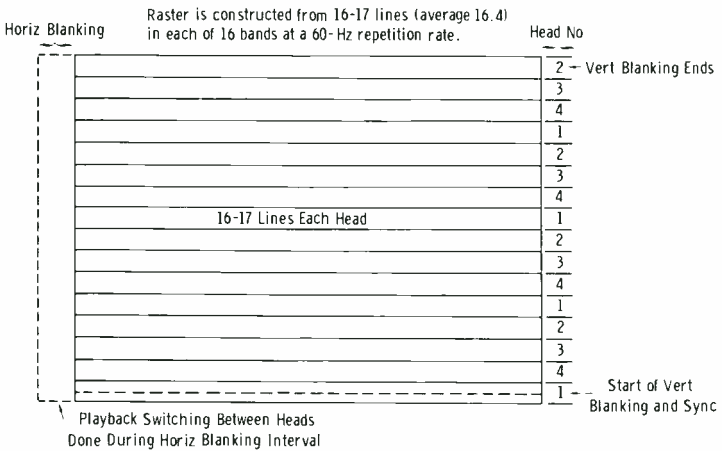 Raster is constructed from 16-17 lines (average 16.4)
in each of 16 bands at a 60-Hz repetition rate.
Horiz Blanking
Head No
2
Vert Blanking Ends
3
4
1
2
3
4
16-17 Lines Each Head
1
2
3
4
1
2
3
4
1
Start of Vert
Blanking and Sync
Playback Switching Between Heads
Done During Horiz Blanking Interval